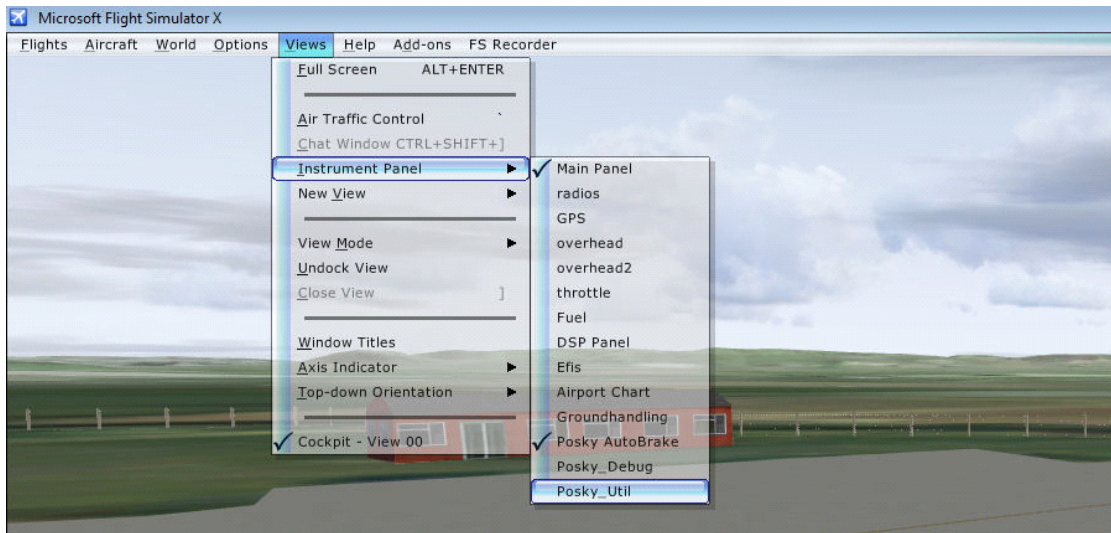 Microsoft Flight Simulator X
Flights Aircraft World Options Views Help Add-ons FS Recorder
Full Screen ALT+ENTER
Air Traffic Control `
Chat Window CTRL+SHIFT+]
Instrument Panel
New View
View Mode
Undock View
Close View ]
Window Titles
Axis Indicator
Top-down Orientation
Cockpit - View 00
Main Panel
radios
GPS
overhead
overhead2
throttle
Fuel
DSP Panel
Efis
Airport Chart
Groundhandling
Posky AutoBrake
Posky_Debug
Posky_Util